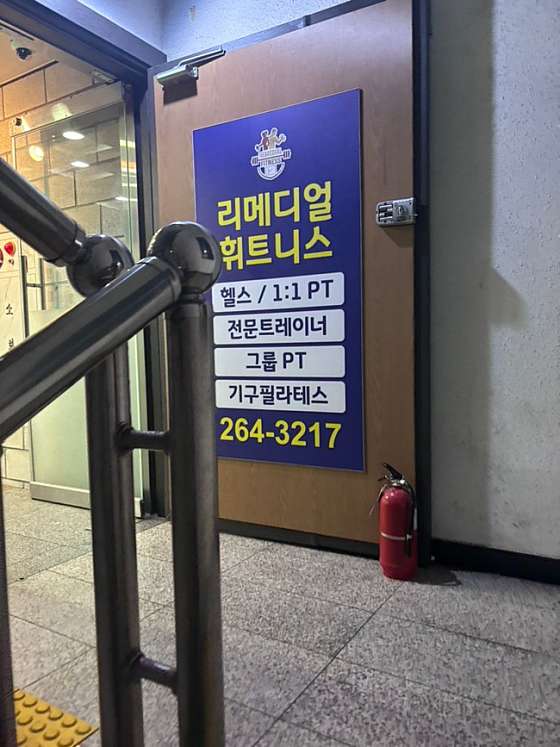 리메디얼
휘트니스
헬스 / 1:1 PT
전문트레이너
그룹 PT
기구필라테스
264-3217
소